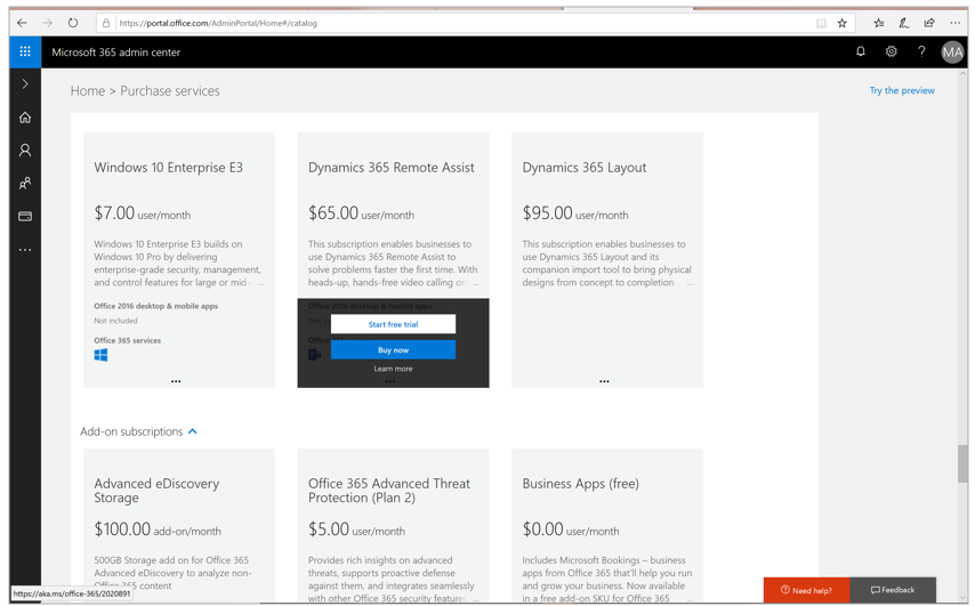 https://portal.office.com/AdminPortal/Home#/catalog
Microsoft 365 admin center
MA
Home > Purchase services
Try the preview
Windows 10 Enterprise E3
$7.00 user/month
Windows 10 Enterprise E3 builds on
Windows 10 Pro by delivering
enterprise-grade security, management,
and control features for large or mid- ...
Office 2016 desktop & mobile apps
Not included
Office 365 services
...
Dynamics 365 Remote Assist
$65.00 user/month
This subscription enables businesses to
use Dynamics 365 Remote Assist to
solve problems faster the first time. With
heads-up, hands-free video calling on ...
Office 2016 desktop & mobile apps
Start free trial
Buy now
Learn more
...
Dynamics 365 Layout
$95.00 user/month
This subscription enables businesses to
use Dynamics 365 Layout and its
companion import tool to bring physical
designs from concept to completion ...
...
Add-on subscriptions
Advanced eDiscovery
Storage
$100.00 add-on/month
500GB Storage add on for Office 365
Advanced eDiscovery to analyze non-
Office 365 content
Office 365 Advanced Threat
Protection (Plan 2)
$5.00 user/month
Provides rich insights on advanced
threats, supports proactive defense
against them, and integrates seamlessly
with other Office 365 security features ...
Business Apps (free)
$0.00 user/month
Includes Microsoft Bookings – business
apps from Office 365 that'll help you run
and grow your business. Now available
in a free add-on SKU for Office 365 ...
https://aka.ms/office-365/2020891
Need help?
Feedback